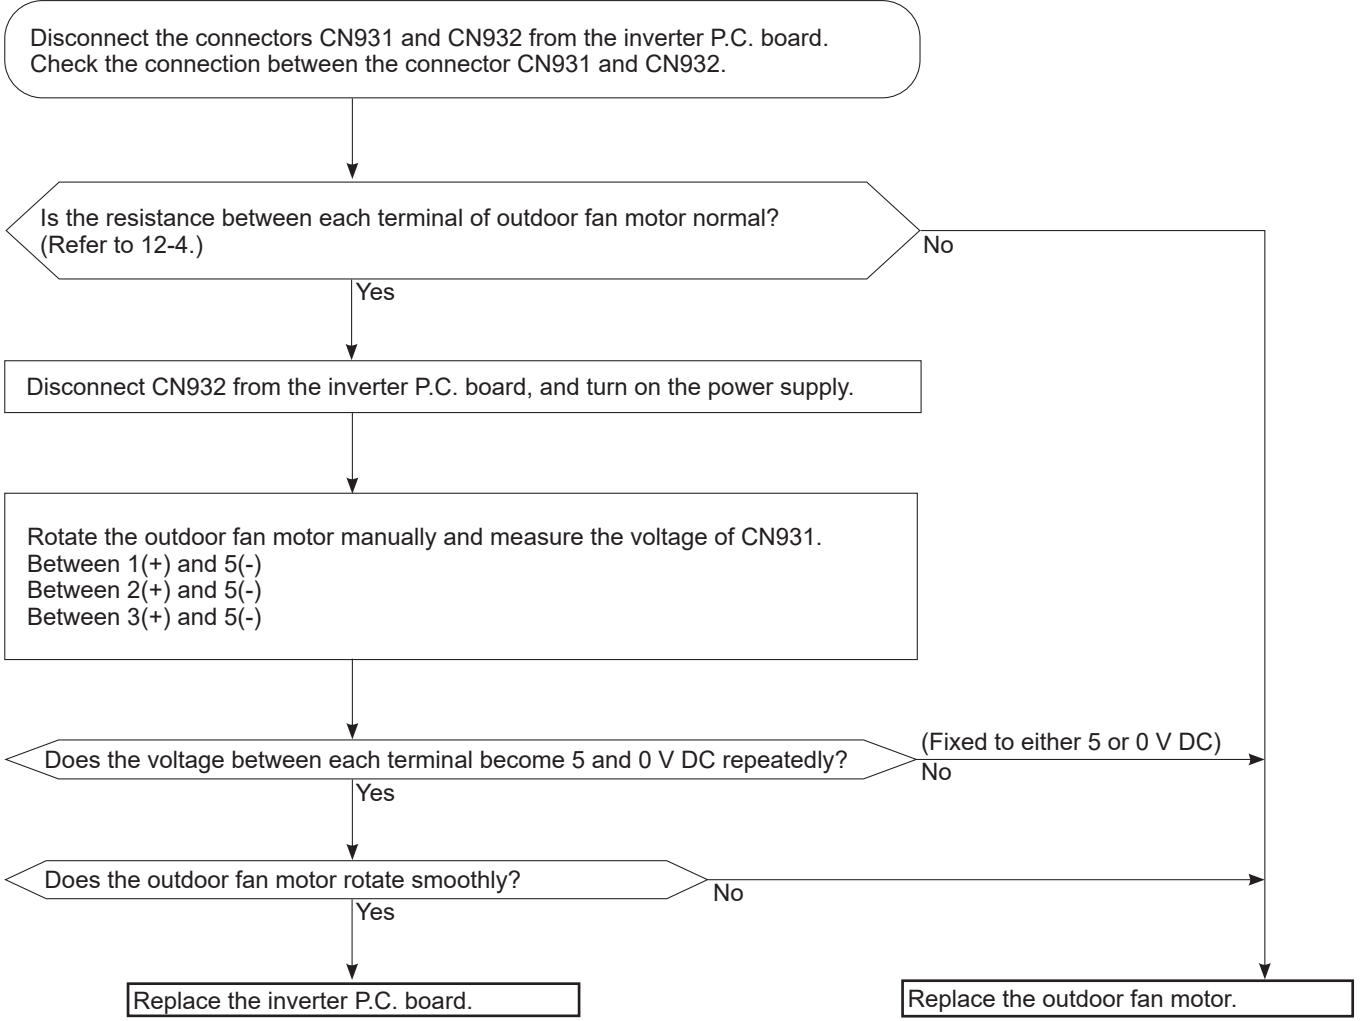 Disconnect the connectors CN931 and CN932 from the inverter P.C. board.
Check the connection between the connector CN931 and CN932.
Is the resistance between each terminal of outdoor fan motor normal?
(Refer to 12-4.)
No
Yes
Disconnect CN932 from the inverter P.C. board, and turn on the power supply.
Rotate the outdoor fan motor manually and measure the voltage of CN931.
Between 1(+) and 5(-)
Between 2(+) and 5(-)
Between 3(+) and 5(-)
Does the voltage between each terminal become 5 and 0 V DC repeatedly?
(Fixed to either 5 or 0 V DC)
No
Yes
Does the outdoor fan motor rotate smoothly?
No
Yes
Replace the inverter P.C. board.
Replace the outdoor fan motor.